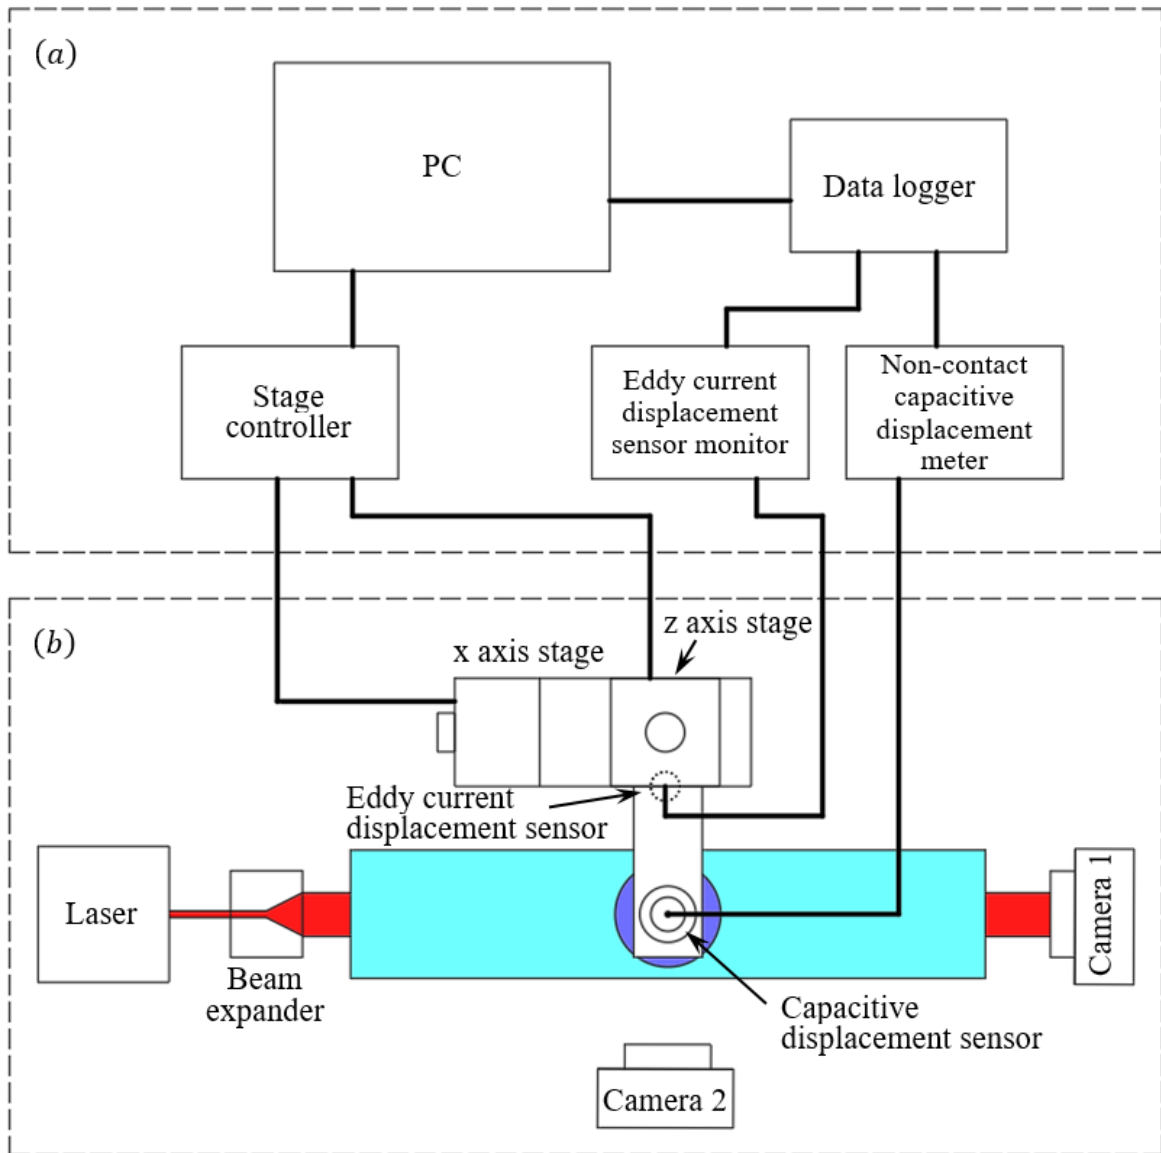 (a)
PC
Data logger
Stage
controller
Eddy current
displacement
sensor monitor
Non-contact
capacitive
displacement
meter
(b)
x axis stage
z axis stage
Eddy current
displacement sensor
Laser
Beam
expander
Camera 1
Capacitive
displacement sensor
Camera 2